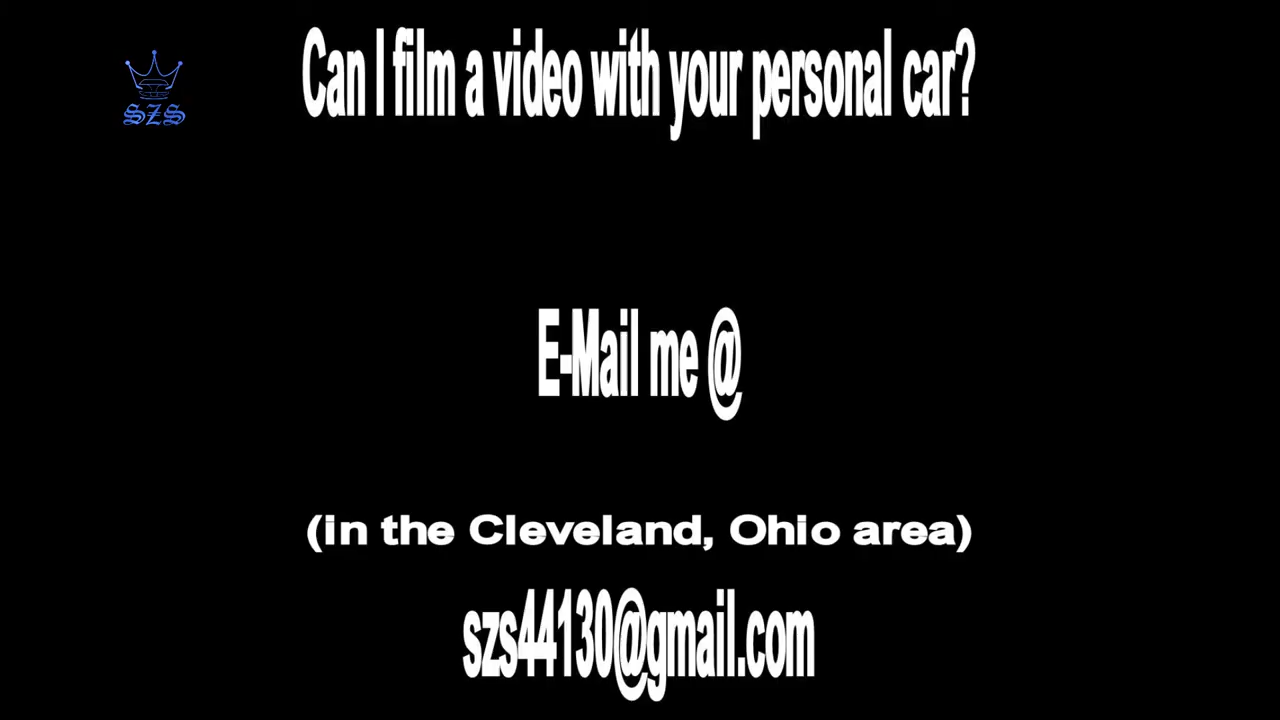 Can I film a video with your personal car?
SZS
E-Mail me @
(in the Cleveland, Ohio area)
szs44130@gmail.com